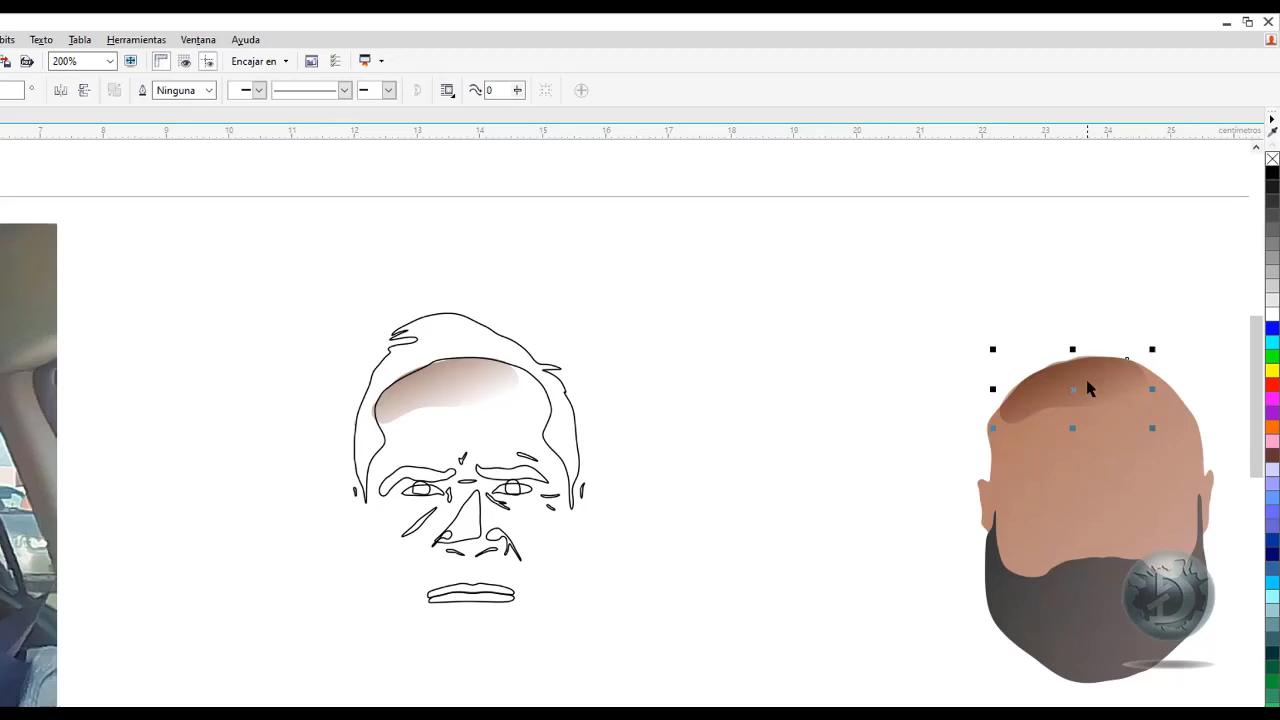 bits Texto Tabla Herramientas Ventana Ayuda
200% Encajar en
° Ninguna 0
7 8 9 10 11 12 13 14 15 16 17 18 19 20 21 22 23 24 25 centímetros
D